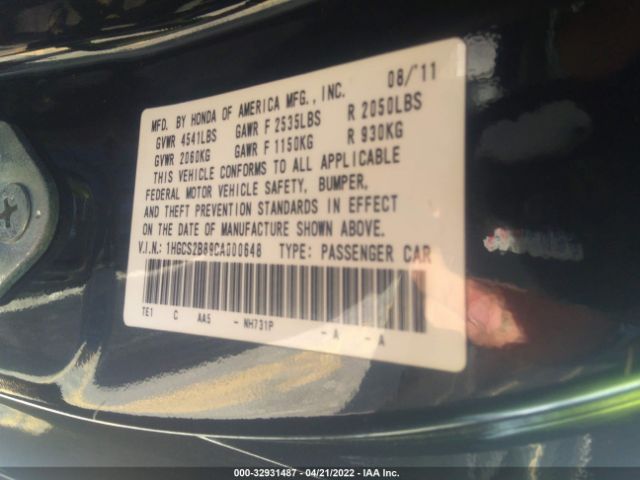 08/'11
MFD. BY HONDA OF AMERICA MFG., INC.
GVWR 4541LBS GAWR F 2535LBS R 2050LBS
GVWR 2060KG GAWR F 1150KG R 930KG
THIS VEHICLE CONFORMS TO ALL APPLICABLE
FEDERAL MOTOR VEHICLE SAFETY, BUMPER,
AND THEFT PREVENTION STANDARDS IN EFFECT
ON THE DATE OF MANUFACTURE SHOWN ABOVE.
V.I.N.: 1HGCS2B89CA000648 TYPE: PASSENGER CAR
TE1 C AA5 - NH731P - A - A
000-32931487 - 04/21/2022 - IAA Inc.